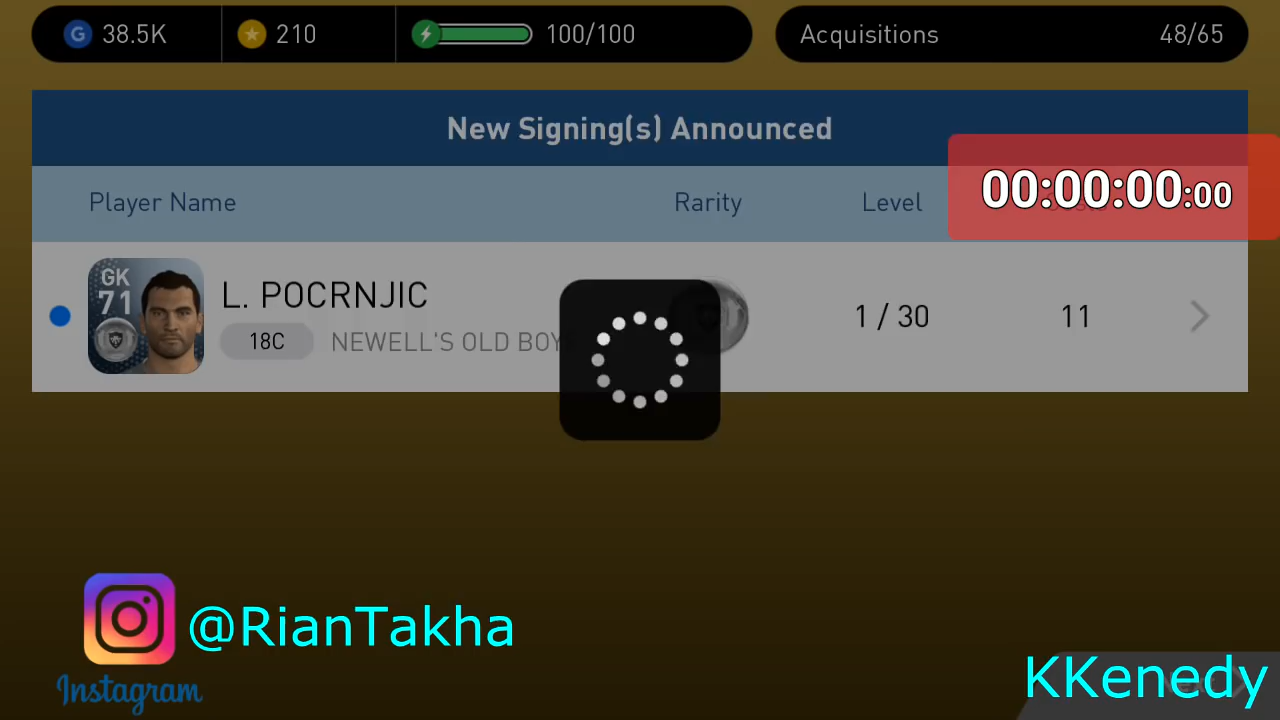 38.5K
210
100/100
Acquisitions 48/65
New Signing(s) Announced
00:00:00:00
Player Name Rarity Level
GK
71
L. POCRNJIC
18C NEWELL'S OLD BOY
1 / 30 11
@RianTakha
Instagram
KKenedy